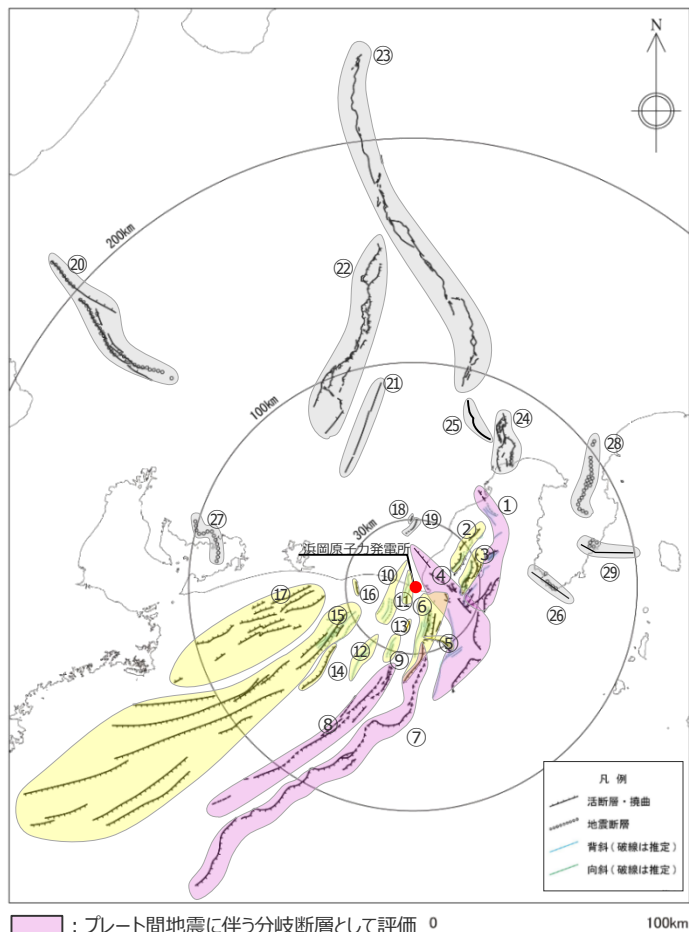 N
㉓
200km
⑳
㉒
100km
㉑
㉕
㉔
㉘
①
⑱
⑲
30km
㉗
②
浜岡原子力発電所
③
㉙
④
⑩
⑰
⑯
⑪
⑥
㉖
⑮
⑬
⑤
⑫
⑨
⑭
⑧
⑦
凡例
活断層・撓曲
地震断層
背斜(破線は推定)
向斜(破線は推定)
:プレート間地震に伴う分岐断層として評価
0 100km